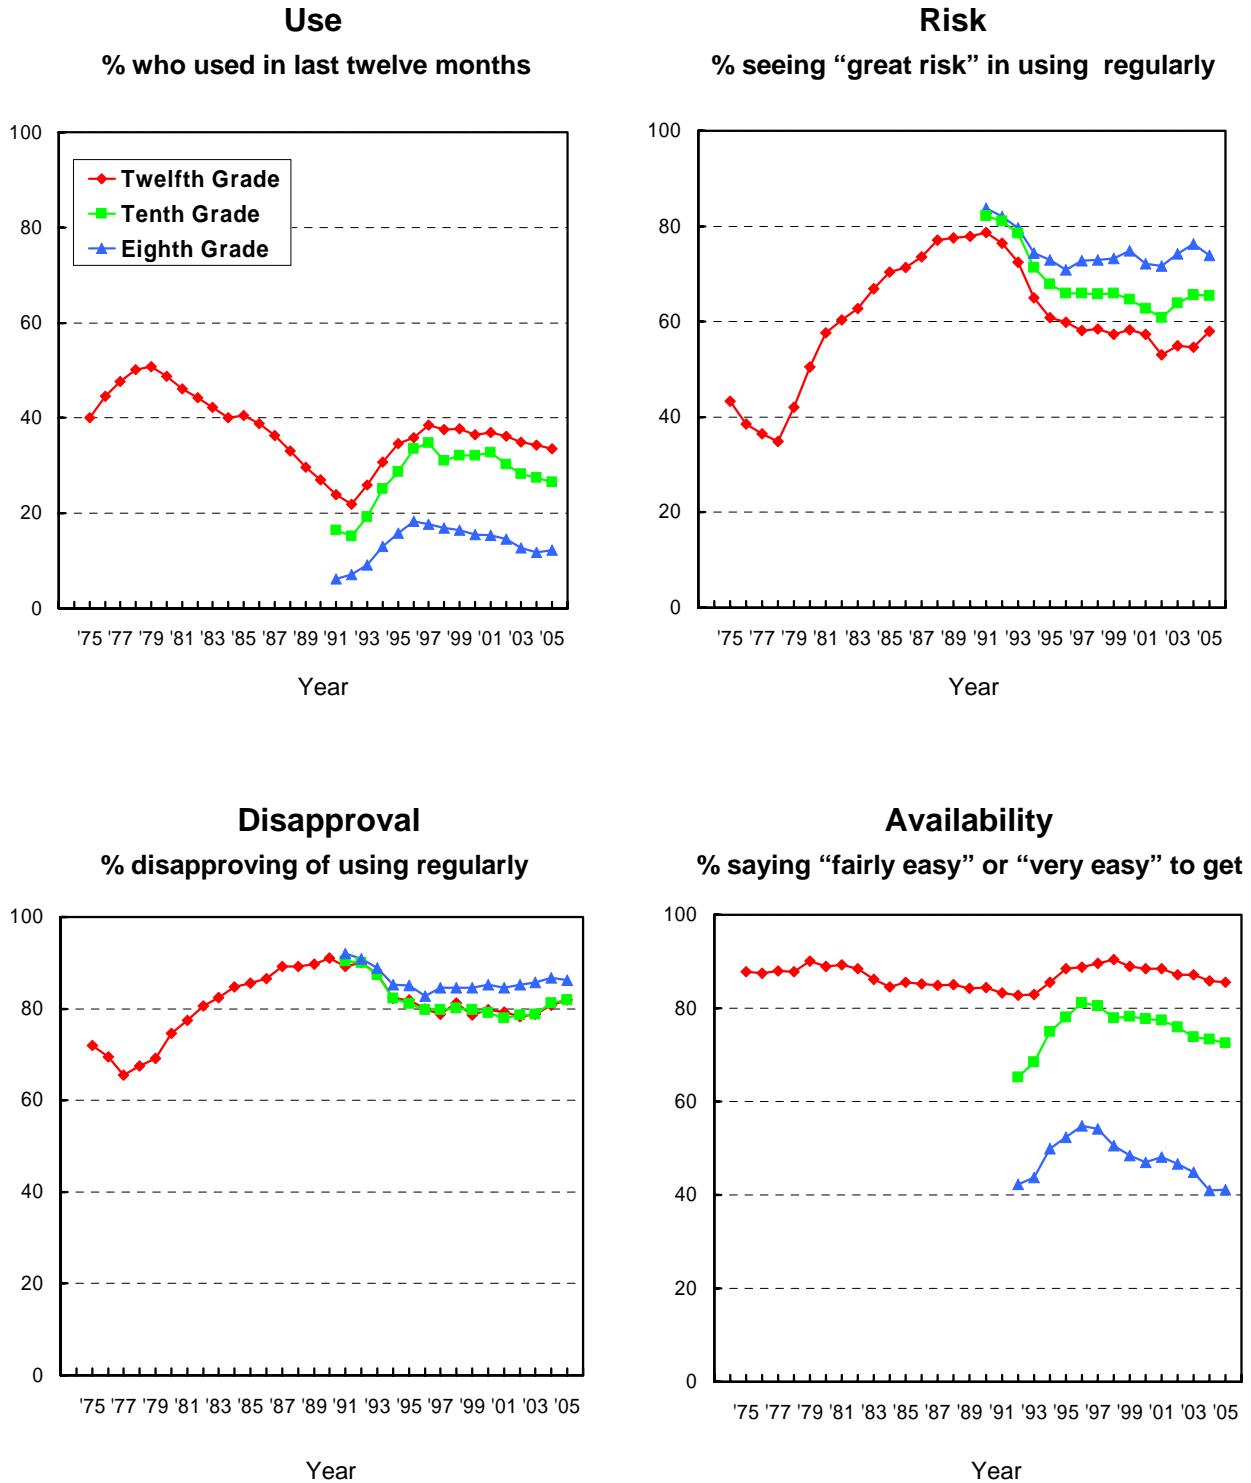 Use
% who used in last twelve months
100
80
60
40
20
0
Twelfth Grade
Tenth Grade
Eighth Grade
'75 '77 '79 '81 '83 '85 '87 '89 '91 '93 '95 '97 '99 '01 '03 '05
Year
Risk
% seeing “great risk” in using regularly
100
80
60
40
20
0
'75 '77 '79 '81 '83 '85 '87 '89 '91 '93 '95 '97 '99 '01 '03 '05
Year
Disapproval
% disapproving of using regularly
100
80
60
40
20
0
'75 '77 '79 '81 '83 '85 '87 '89 '91 '93 '95 '97 '99 '01 '03 '05
Year
Availability
% saying “fairly easy” or “very easy” to get
100
80
60
40
20
0
'75 '77 '79 '81 '83 '85 '87 '89 '91 '93 '95 '97 '99 '01 '03 '05
Year